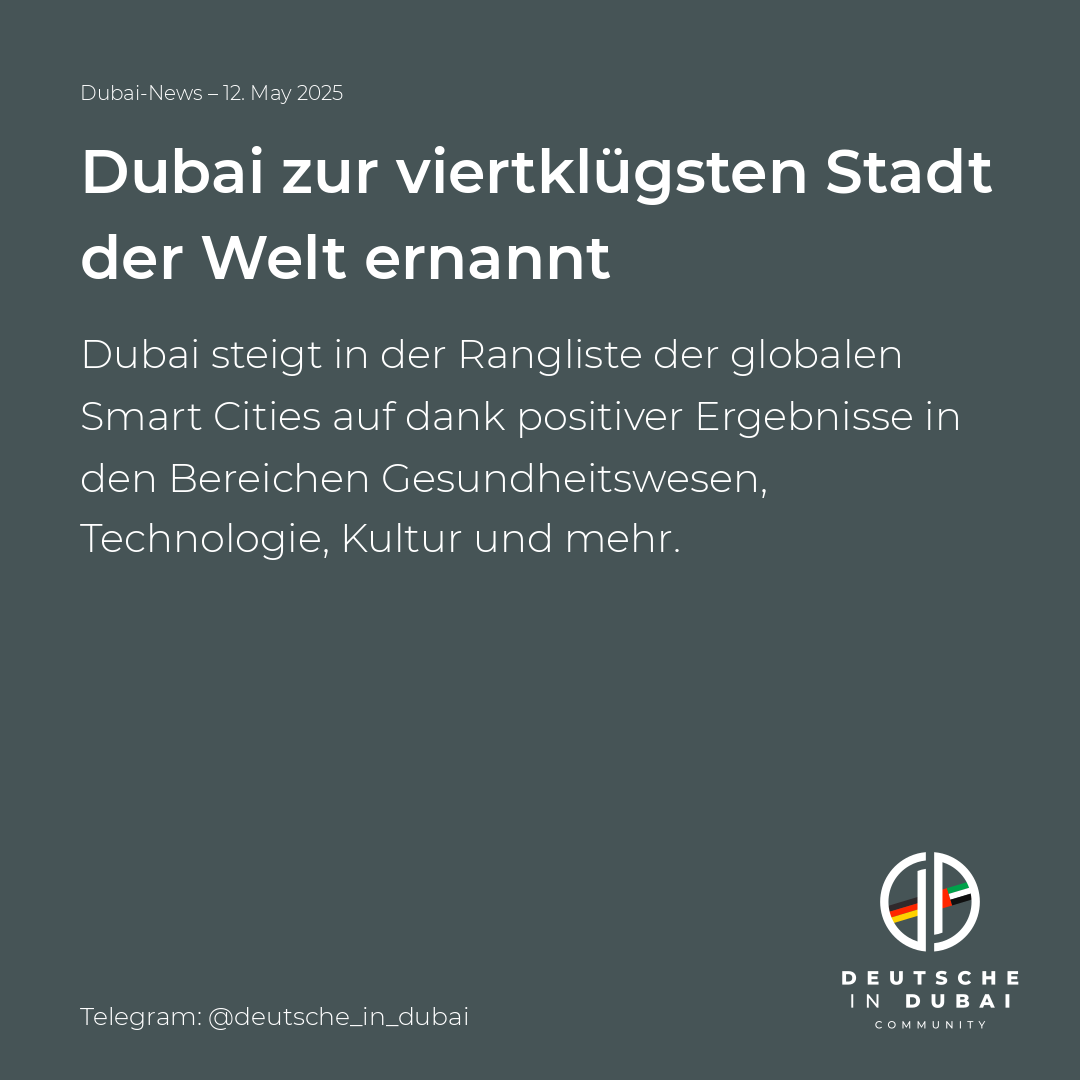 Dubai-News – 12. May 2025
Dubai zur viertklügsten Stadt
der Welt ernannt
Dubai steigt in der Rangliste der globalen
Smart Cities auf dank positiver Ergebnisse in
den Bereichen Gesundheitswesen,
Technologie, Kultur und mehr.
DEUTSCHE
IN DUBAI
COMMUNITY
Telegram: @deutsche_in_dubai